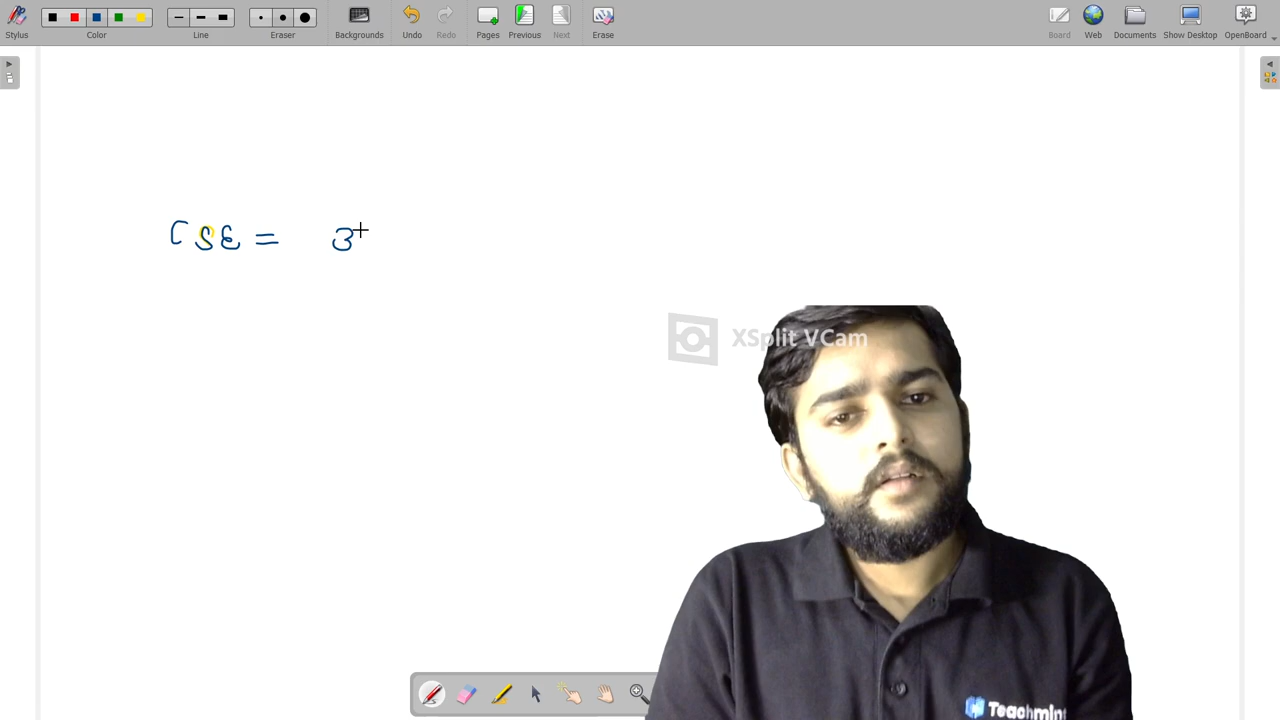 Stylus Color Line Eraser Backgrounds Undo Redo Pages Previous Next Erase Board Web Documents Show Desktop OpenBoard
CSE = 3
XSplit VCam
Teachmint